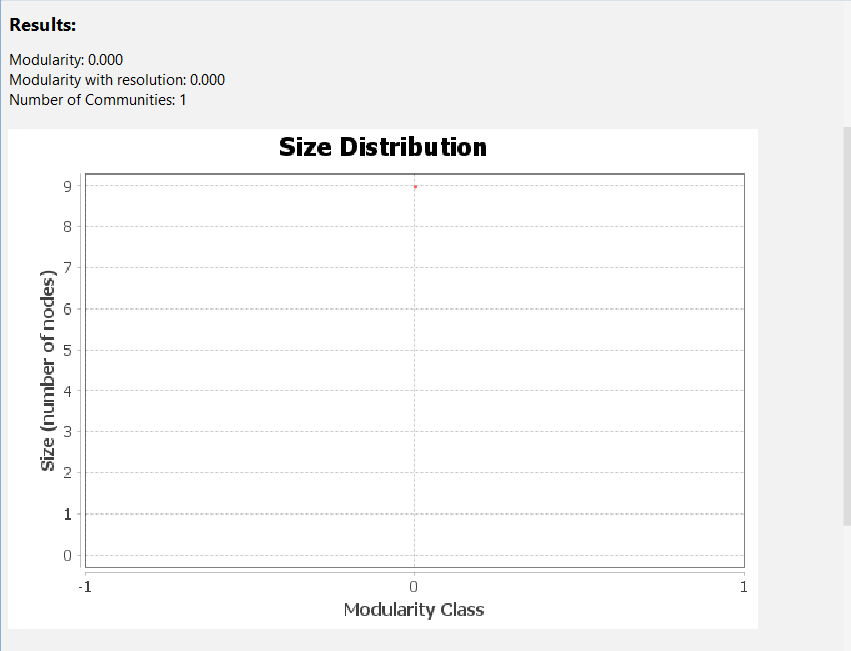 Results:
Modularity: 0.000
Modularity with resolution: 0.000
Number of Communities: 1
Size Distribution
Size (number of nodes)
9
8
7
6
5
4
3
2
1
0
-1 0 1
Modularity Class